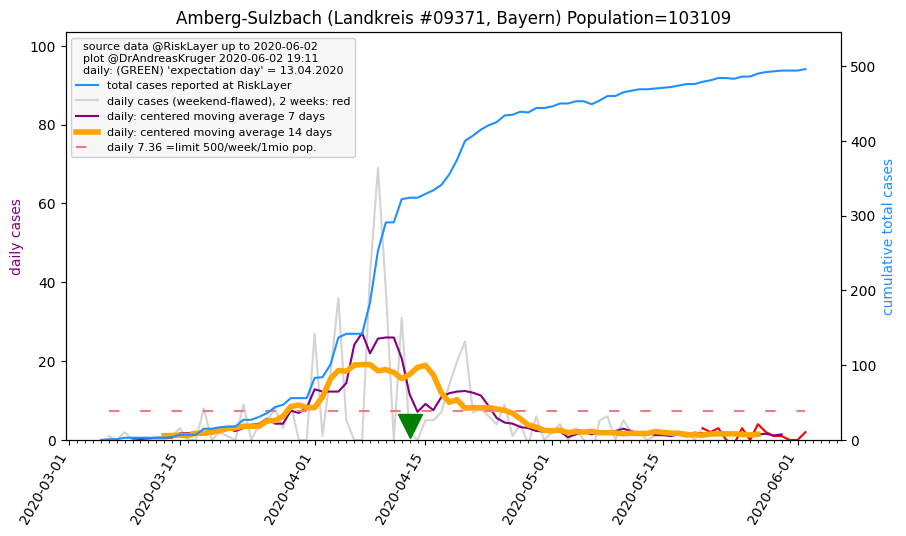 Amberg-Sulzbach (Landkreis #09371, Bayern) Population=103109
source data @RiskLayer up to 2020-06-02
plot @DrAndreasKruger 2020-06-02 19:11
daily: (GREEN) 'expectation day' = 13.04.2020
total cases reported at RiskLayer
daily cases (weekend-flawed), 2 weeks: red
daily: centered moving average 7 days
daily: centered moving average 14 days
daily 7.36 =limit 500/week/1mio pop.
daily cases
100
80
60
40
20
0
cumulative total cases
500
400
300
200
100
0
2020-03-01
2020-03-15
2020-04-01
2020-04-15
2020-05-01
2020-05-15
2020-06-01